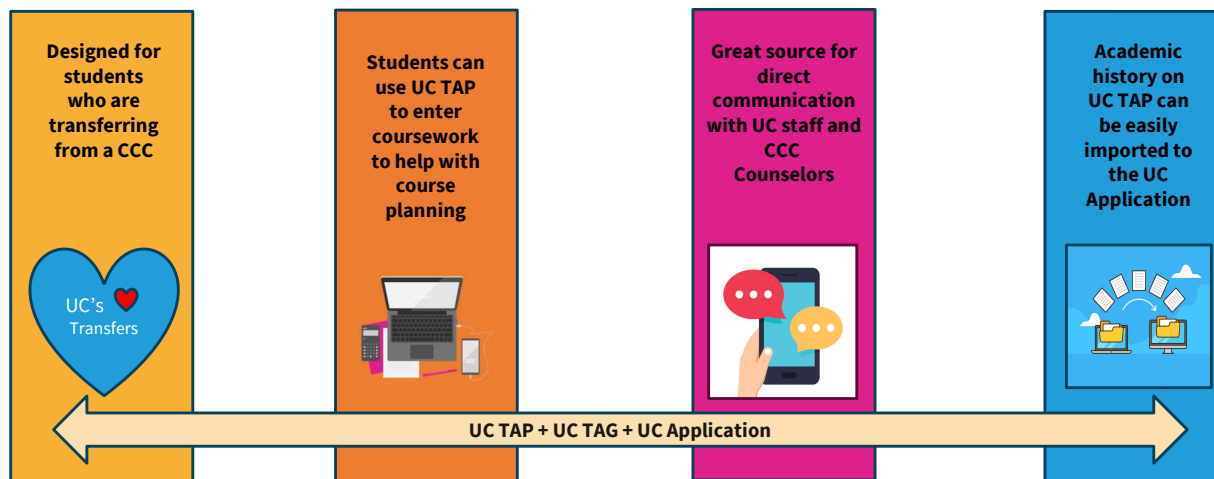 Designed for
students
who are
transferring
from a CCC
UC's
Transfers
Students can
use UC TAP
to enter
coursework
to help with
course
planning
Great source for
direct
communication
with UC staff and
CCC
Counselors
Academic
history on
UC TAP can
be easily
imported to
the UC
Application
UC TAP + UC TAG + UC Application